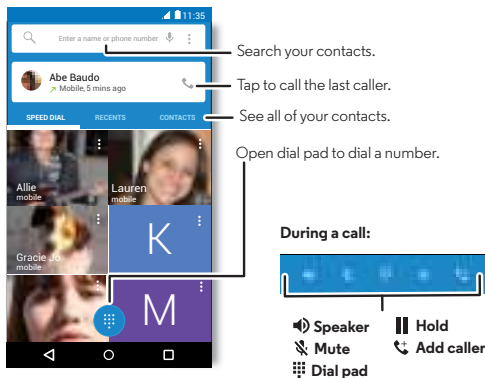 11:35
Enter a name or phone number
Abe Baudo
Mobile, 5 mins ago
SPEED DIAL RECENTS CONTACTS
Allie
mobile
Lauren
mobile
Gracie Jo
mobile
K
M
Search your contacts.
Tap to call the last caller.
See all of your contacts.
Open dial pad to dial a number.
During a call:
Speaker
Mute
Dial pad
Hold
Add caller